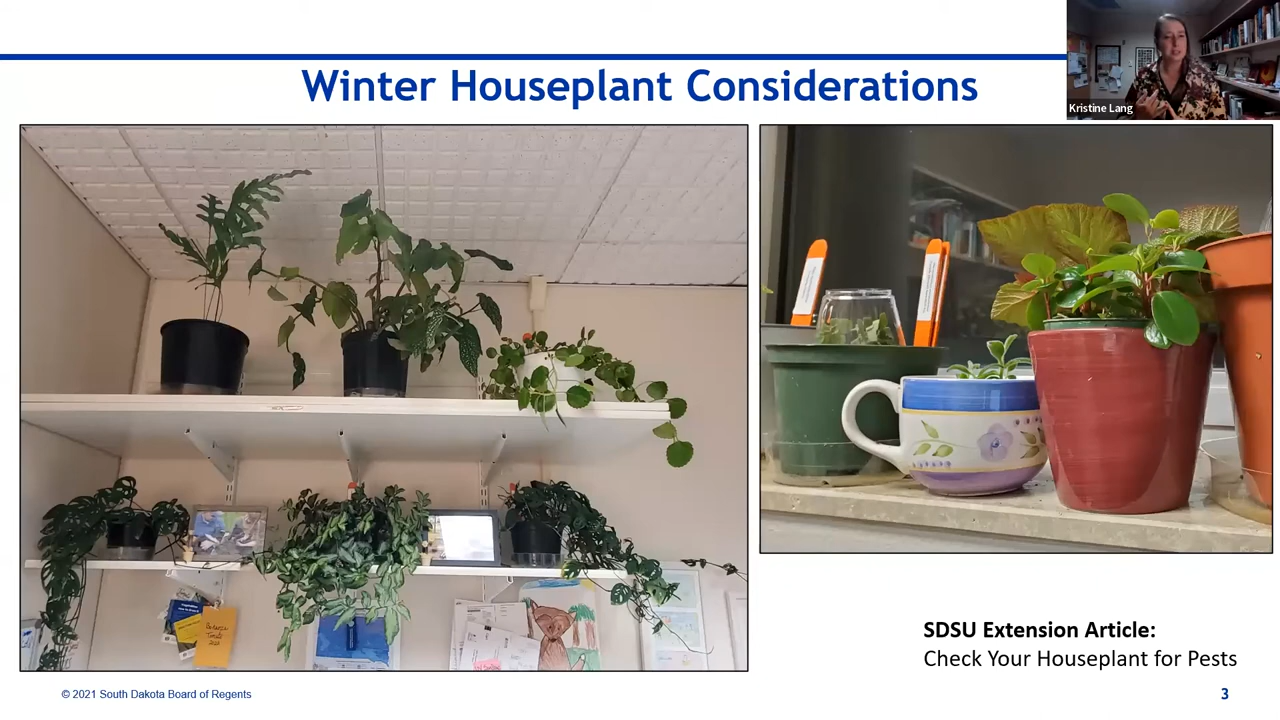 Winter Houseplant Considerations
Kristine Lang
SDSU Extension Article:
Check Your Houseplant for Pests
© 2021 South Dakota Board of Regents
3